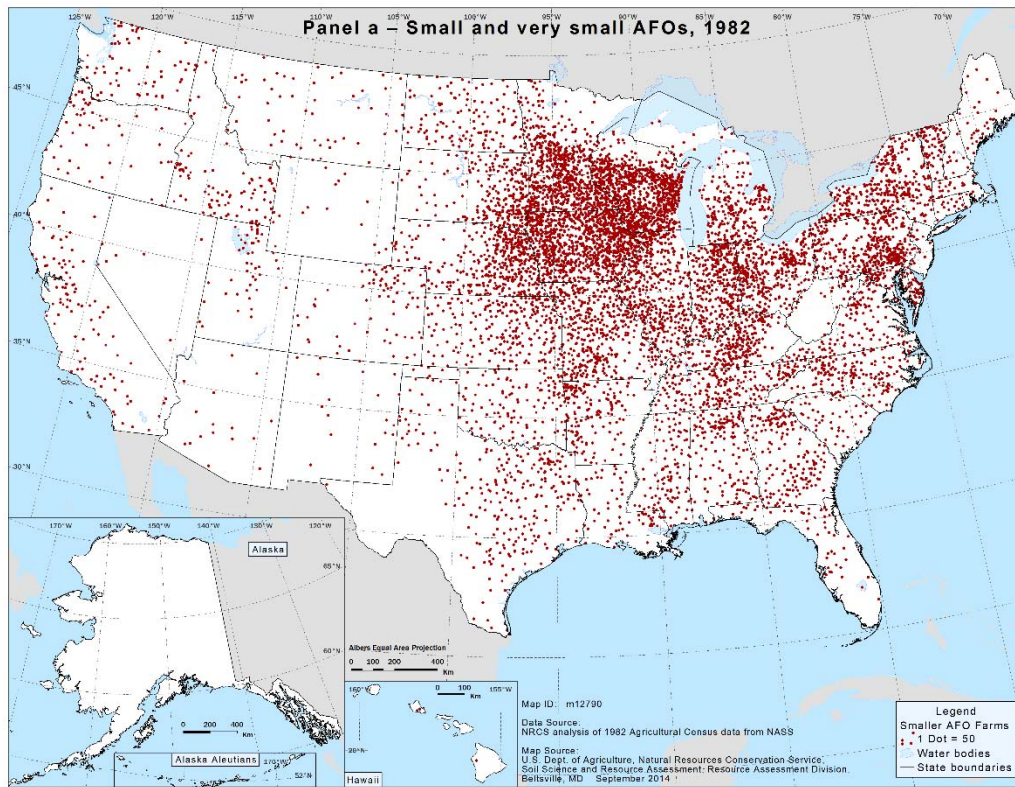 Panel a – Small and very small AFOs, 1982
125°W
120°W
115°W
110°W
105°W
100°W
95°W
90°W
85°W
80°W
75°W
70°W
45°N
40°N
35°N
30°N
25°N
170°W
160°W
150°W
140°W
130°W
120°W
Alaska
65°N
60°N
0 200 400
Km
Alaska Aleutians
170°W
52°N
Albers Equal Area Projection
0 100 200 400
Km
160°W
0 100
Km
155°W
20°N
Hawaii
Map ID: m12790
Data Source:
NRCS analysis of 1982 Agricultural Census data from NASS
Map Source:
U.S. Dept. of Agriculture, Natural Resources Conservation Service,
Soil Science and Resource Assessment, Resource Assessment Division,
Beltsville, MD September 2014
Legend
Smaller AFO Farms
1 Dot = 50
Water bodies
State boundaries